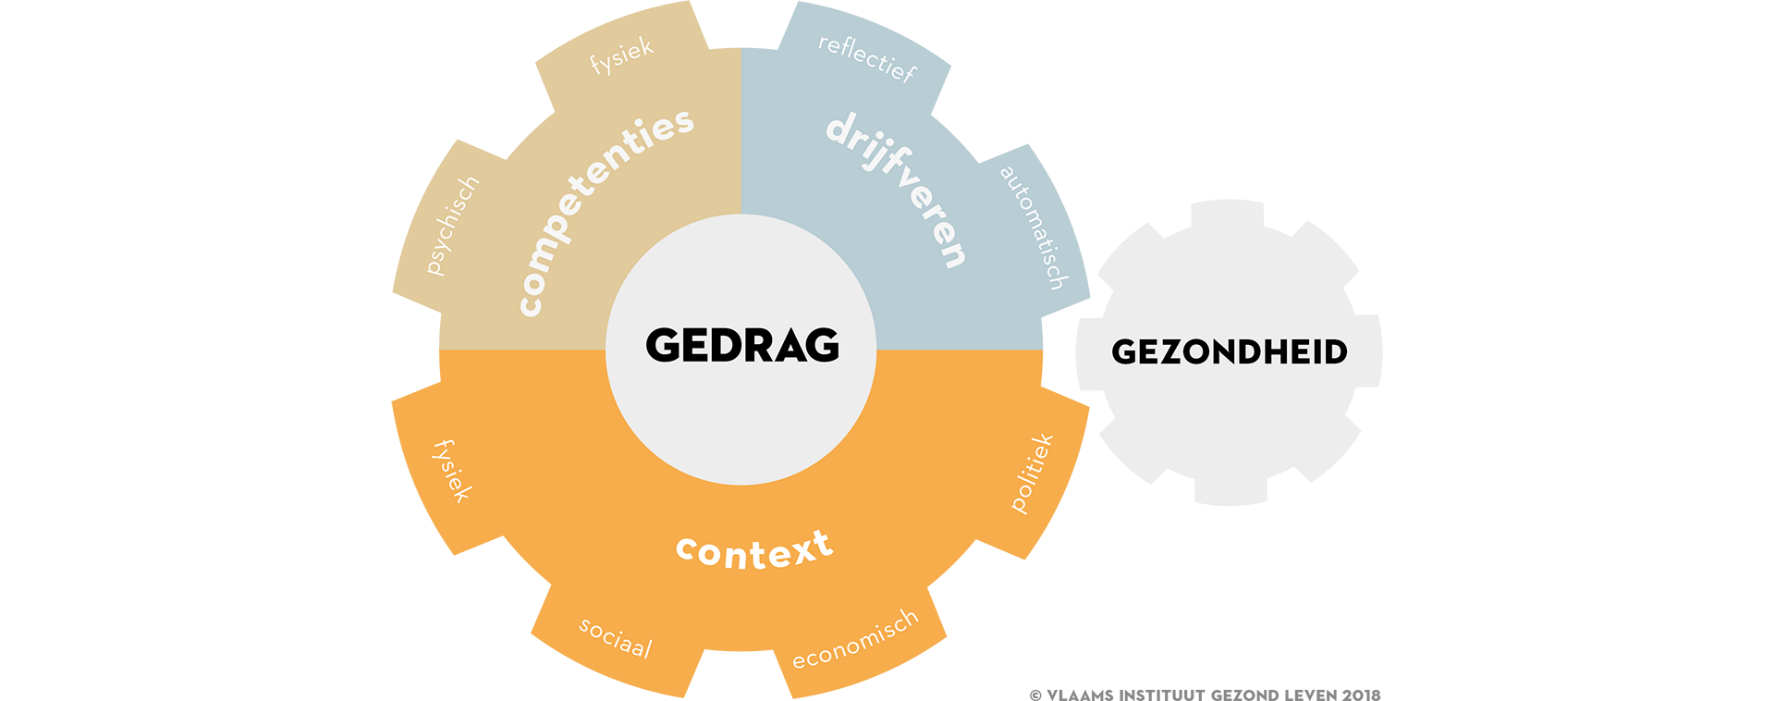 fysiek
reflectief
psychisch
competenties
drijfveren
automatisch
GEDRAG
GEZONDHEID
fysiek
context
politiek
sociaal
economisch
© VLAAMS INSTITUUT GEZOND LEVEN 2018